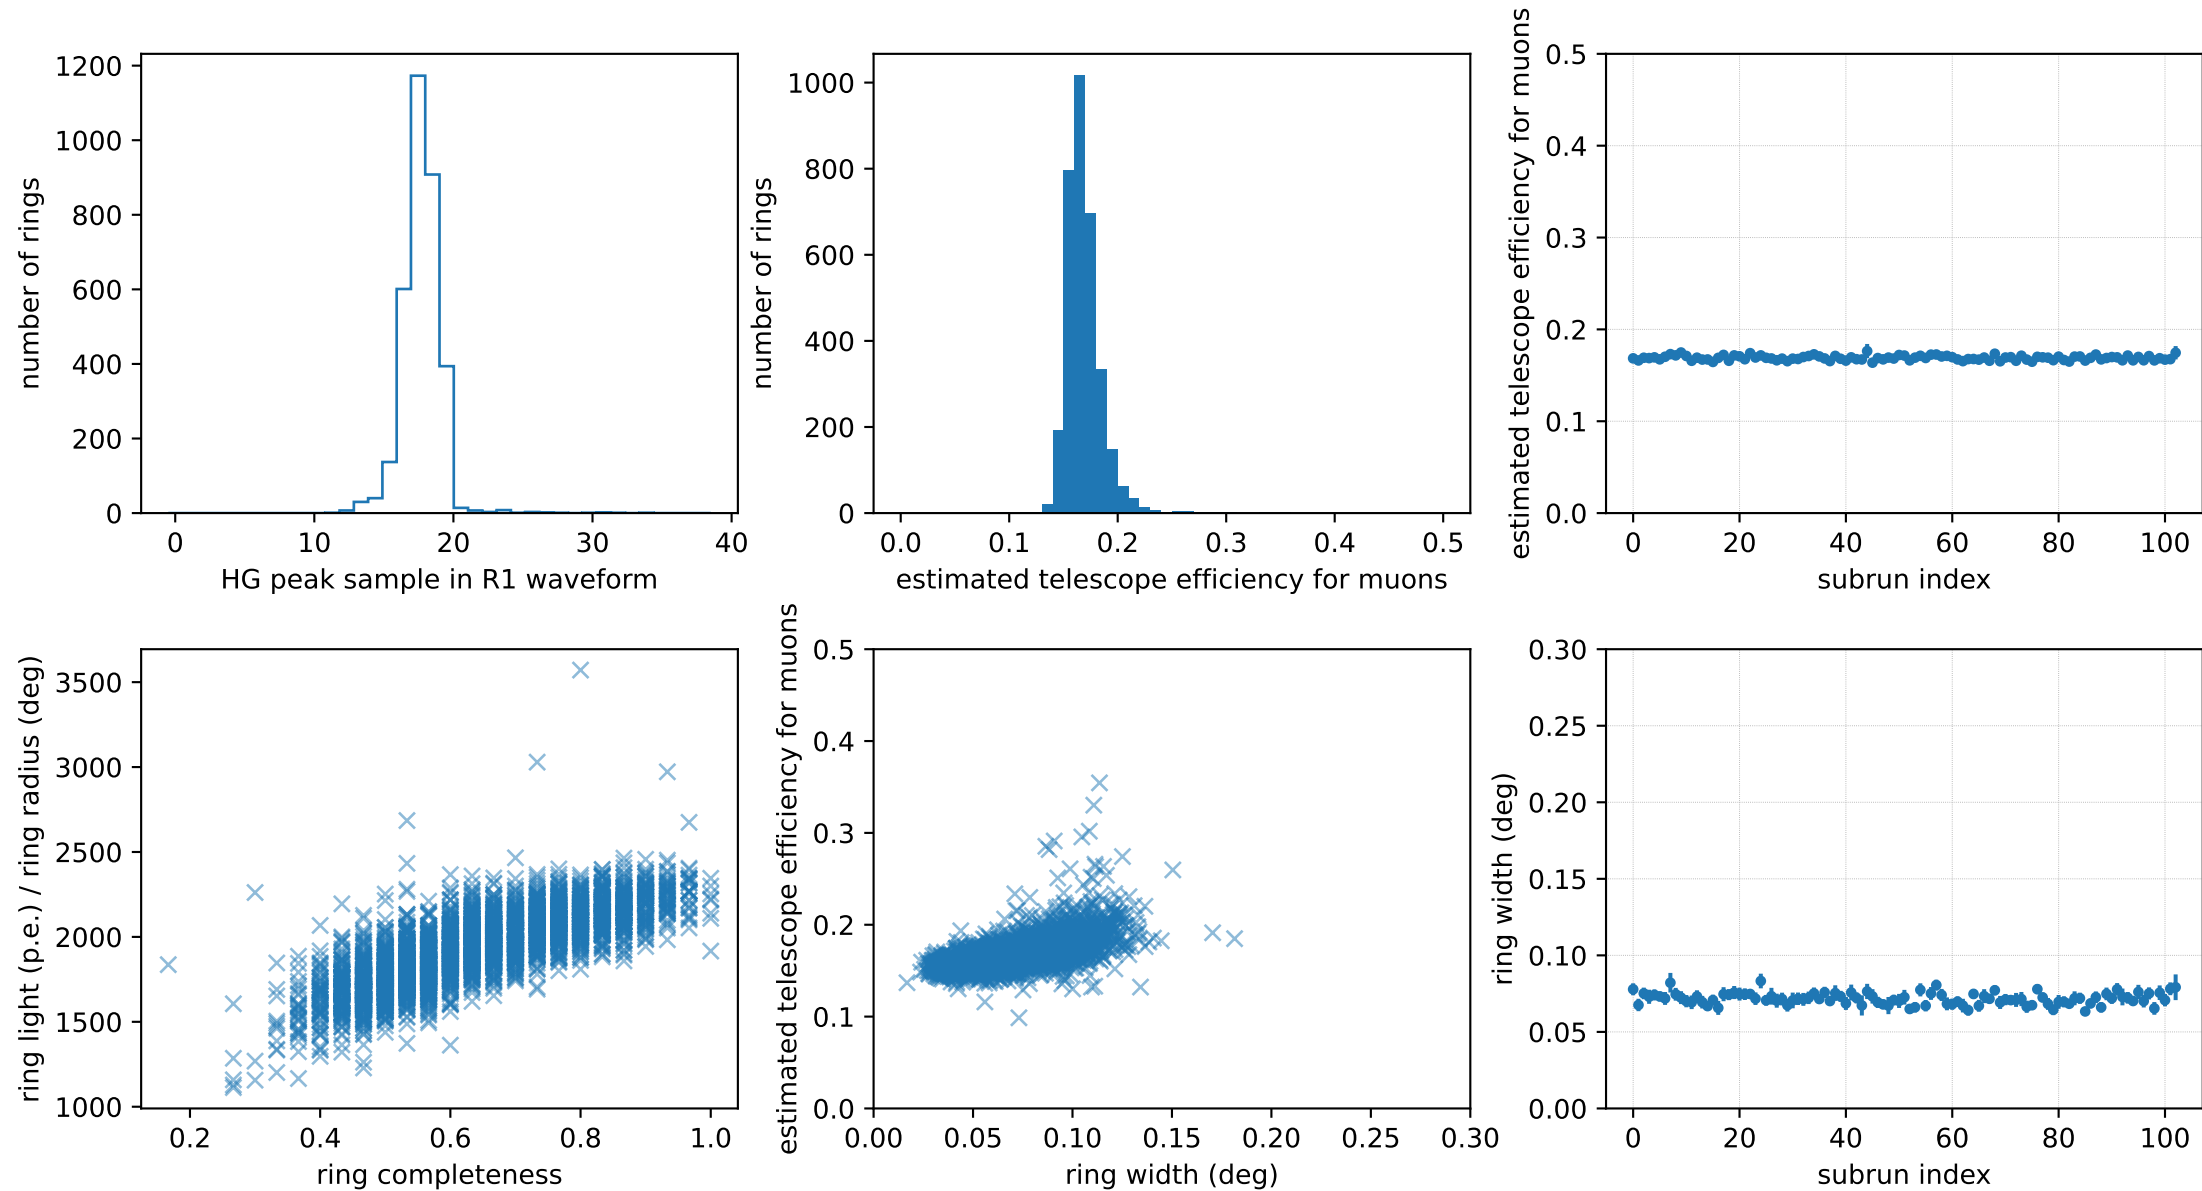 number of rings
1200
1000
800
600
400
200
0
0 10 20 30 40
HG peak sample in R1 waveform
number of rings
1000
800
600
400
200
0
0.0 0.1 0.2 0.3 0.4 0.5
estimated telescope efficiency for muons
estimated telescope efficiency for muons
0.5
0.4
0.3
0.2
0.1
0.0
0 20 40 60 80 100
subrun index
ring light (p.e.) / ring radius (deg)
3500
3000
2500
2000
1500
1000
0.2 0.4 0.6 0.8 1.0
ring completeness
estimated telescope efficiency for muons
0.5
0.4
0.3
0.2
0.1
0.0
0.00 0.05 0.10 0.15 0.20 0.25 0.30
ring width (deg)
ring width (deg)
0.30
0.25
0.20
0.15
0.10
0.05
0.00
0 20 40 60 80 100
subrun index